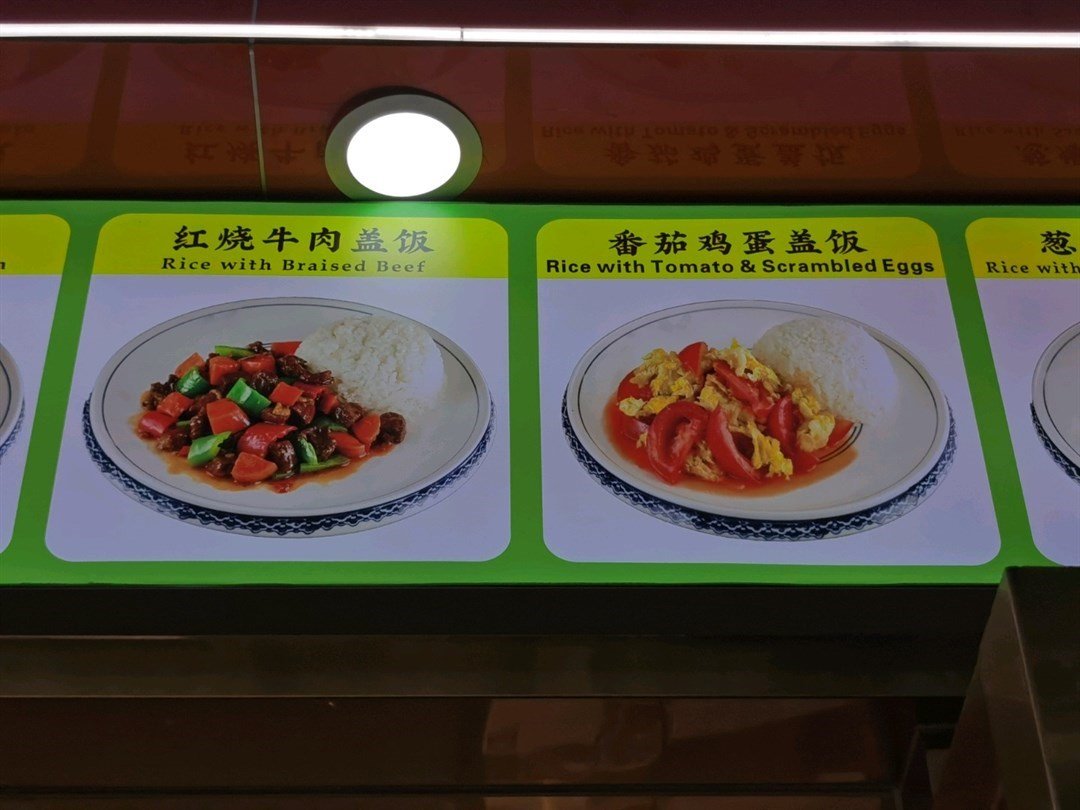 红烧牛肉盖饭
Rice with Braised Beef
番茄鸡蛋盖饭
Rice with Tomato & Scrambled Eggs
葱
Rice with